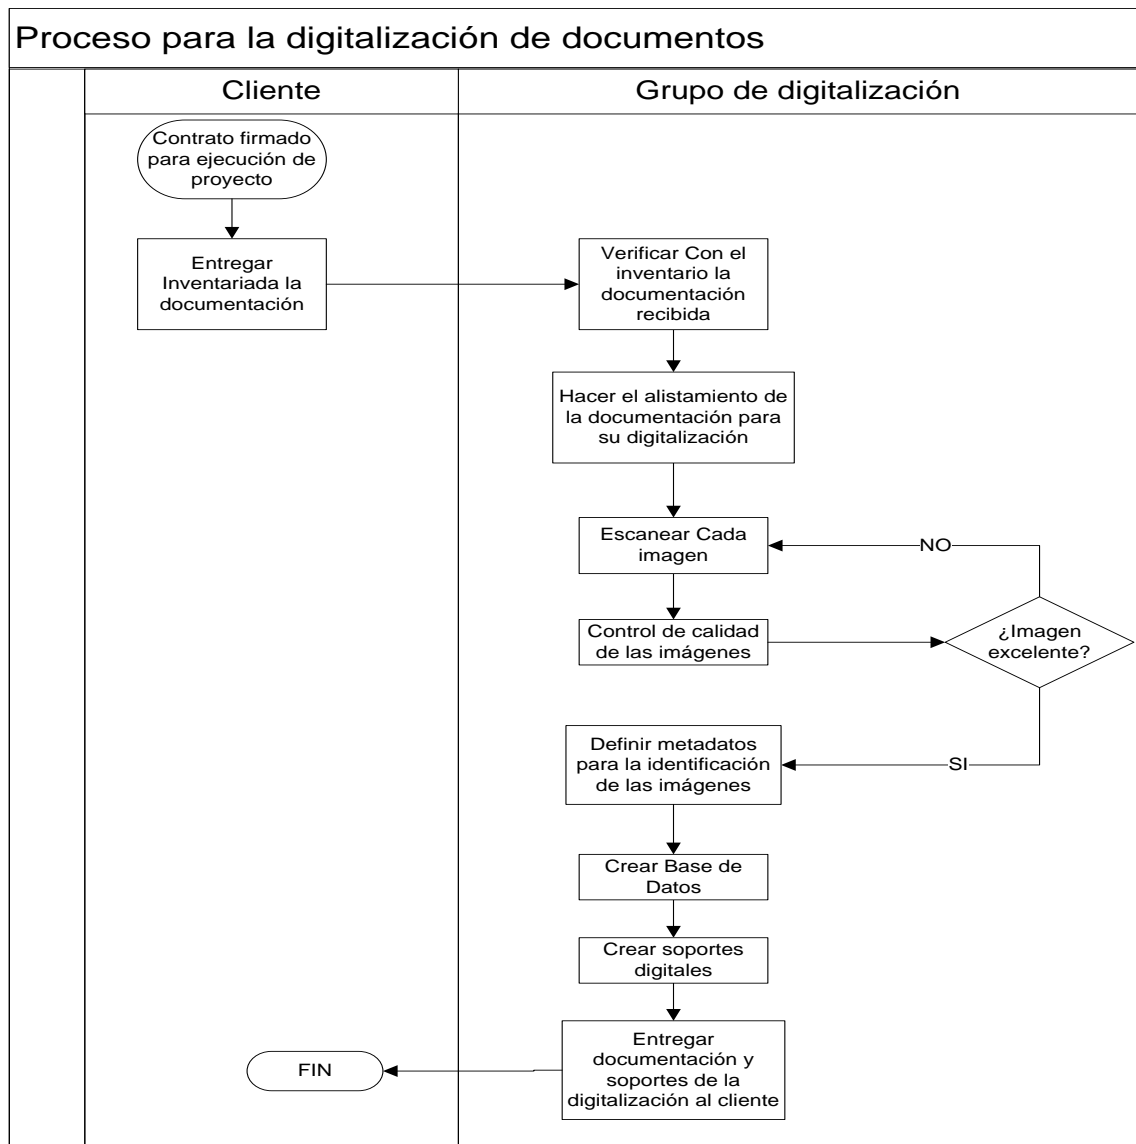 Proceso para la digitalización de documentos
Cliente
Grupo de digitalización
Contrato firmado
para ejecución de
proyecto
Entregar
Inventariada la
documentación
Verificar Con el
inventario la
documentación
recibida
Hacer el alistamiento de
la documentación para
su digitalización
Escanear Cada
imagen
NO
Control de calidad
de las imágenes
¿Imagen
excelente?
Definir metadatos
para la identificación
de las imágenes
SI
Crear Base de
Datos
Crear soportes
digitales
Entregar
documentación y
soportes de la
digitalización al cliente
FIN